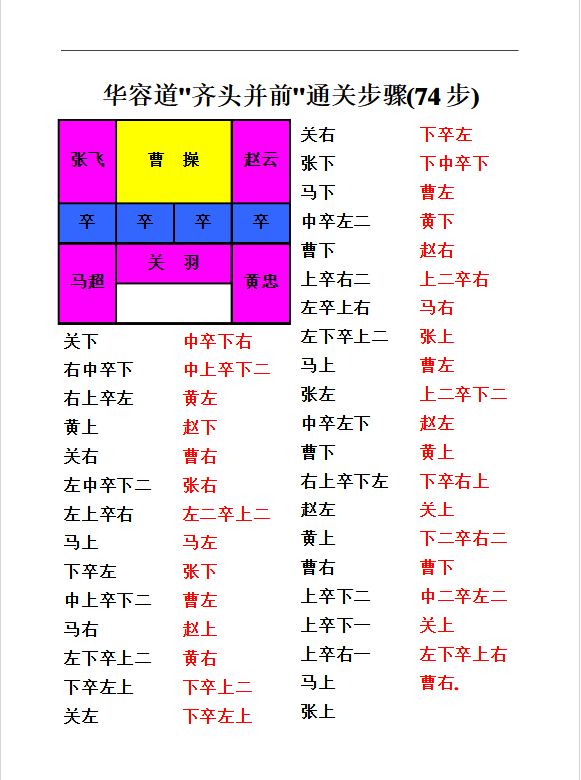 华容道"齐头并前"通关步骤(74步)
张飞 曹 操 赵云
卒 卒 卒 卒
马超 关 羽 黄忠
关下 中卒下右
右中卒下 中上卒下二
右上卒左 黄左
黄上 赵下
关右 曹右
左中卒下二 张右
左上卒右 左二卒上二
马上 马左
下卒左 张下
中上卒下二 曹左
马右 赵上
左下卒上二 黄右
下卒左上 下卒上二
关左 下卒左上
关右 下卒左
张下 下中卒下
马下 曹左
中卒左二 黄下
曹下 赵右
上卒右二 上二卒右
左卒上右 马右
左下卒上二 张上
马上 曹左
张左 上二卒下二
中卒左下 赵左
曹下 黄上
右上卒下左 下卒右上
赵左 关上
黄上 下二卒右二
曹右 曹下
上卒下二 中二卒左二
上卒下一 关上
上卒右一 左下卒上右
马上 曹右.
张上